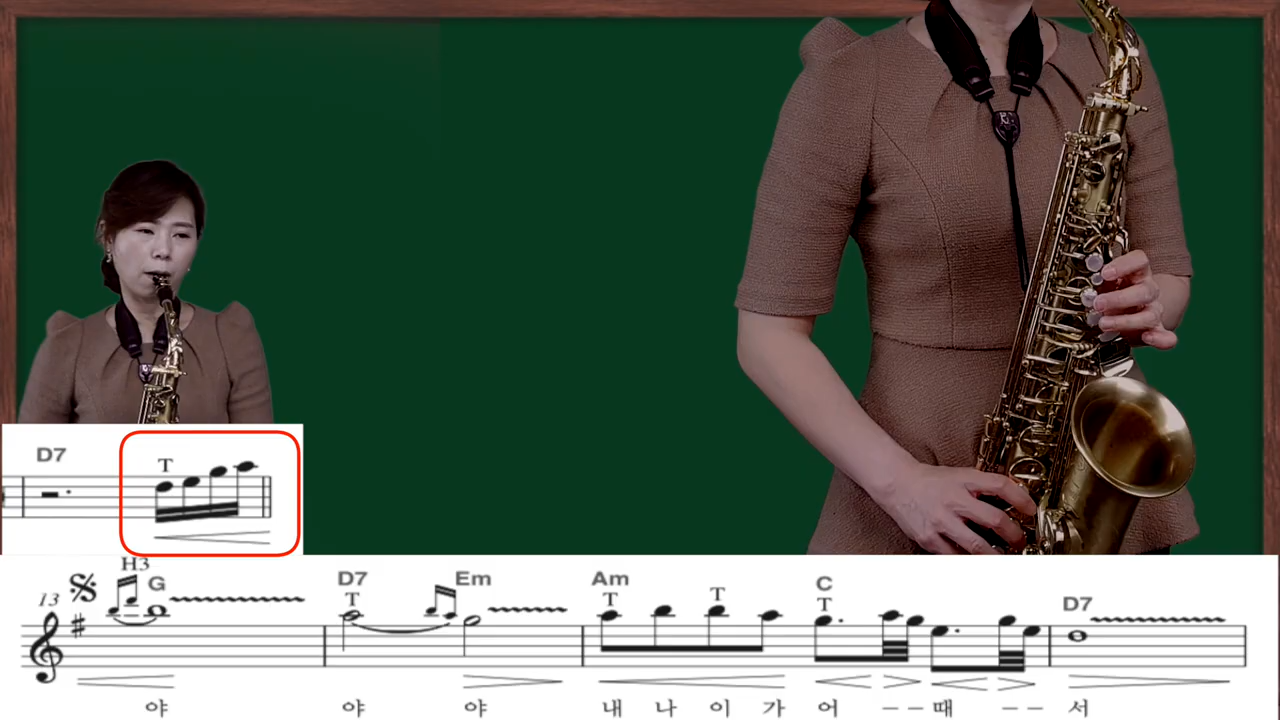 D7
T
H3
13 G D7 Em Am C D7
T T T T
야 야 야 내 나 이 가 어 - - 때 - - 서